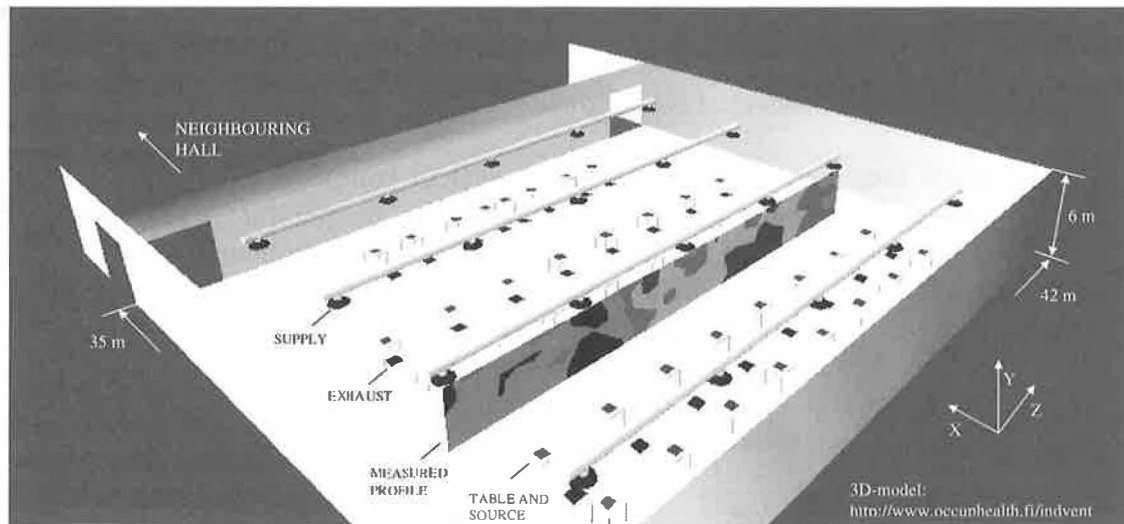 NEIGHBOURING
HALL
6 m
42 m
35 m
SUPPLY
EXHAUST
MEASURED
PROFILE
TABLE AND
SOURCE
Y
Z
X
3D-model:
http://www.occuphealth.fi/indvent